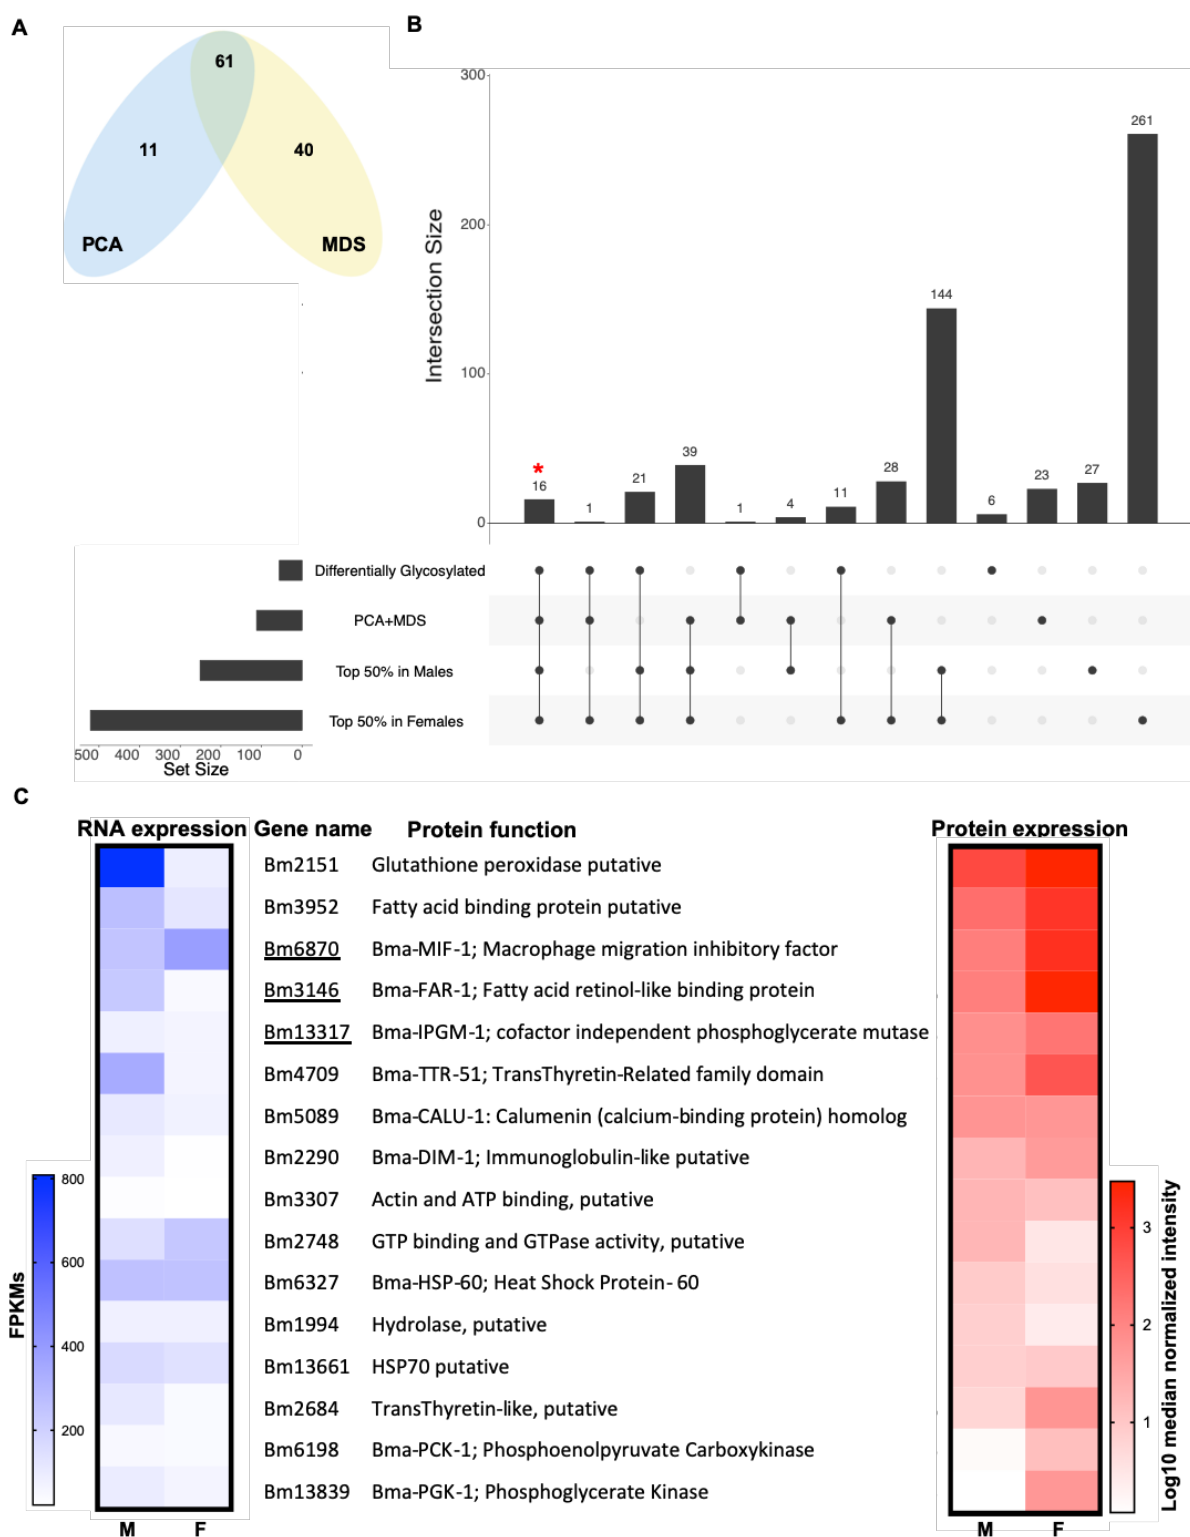 A
B
61
11
40
PCA
MDS
Intersection Size
300
200
100
0
*
16
1
21
39
1
4
11
28
144
6
23
27
261
Differentially Glycosylated
PCA+MDS
Top 50% in Males
Top 50% in Females
500 400 300 200 100 0
Set Size
C
RNA expression Gene name Protein function Protein expression
Bm2151 Glutathione peroxidase putative
Bm3952 Fatty acid binding protein putative
Bm6870 Bma-MIF-1; Macrophage migration inhibitory factor
Bm3146 Bma-FAR-1; Fatty acid retinol-like binding protein
Bm13317 Bma-IPGM-1; cofactor independent phosphoglycerate mutase
Bm4709 Bma-TTR-51; TransThyretin-Related family domain
Bm5089 Bma-CALU-1: Calumenin (calcium-binding protein) homolog
Bm2290 Bma-DIM-1; Immunoglobulin-like putative
Bm3307 Actin and ATP binding, putative
Bm2748 GTP binding and GTPase activity, putative
Bm6327 Bma-HSP-60; Heat Shock Protein- 60
Bm1994 Hydrolase, putative
Bm13661 HSP70 putative
Bm2684 TransThyretin-like, putative
Bm6198 Bma-PCK-1; Phosphoenolpyruvate Carboxykinase
Bm13839 Bma-PGK-1; Phosphoglycerate Kinase
FPKMs
800
600
400
200
M F
Log10 median normalized intensity
3
2
1
M F